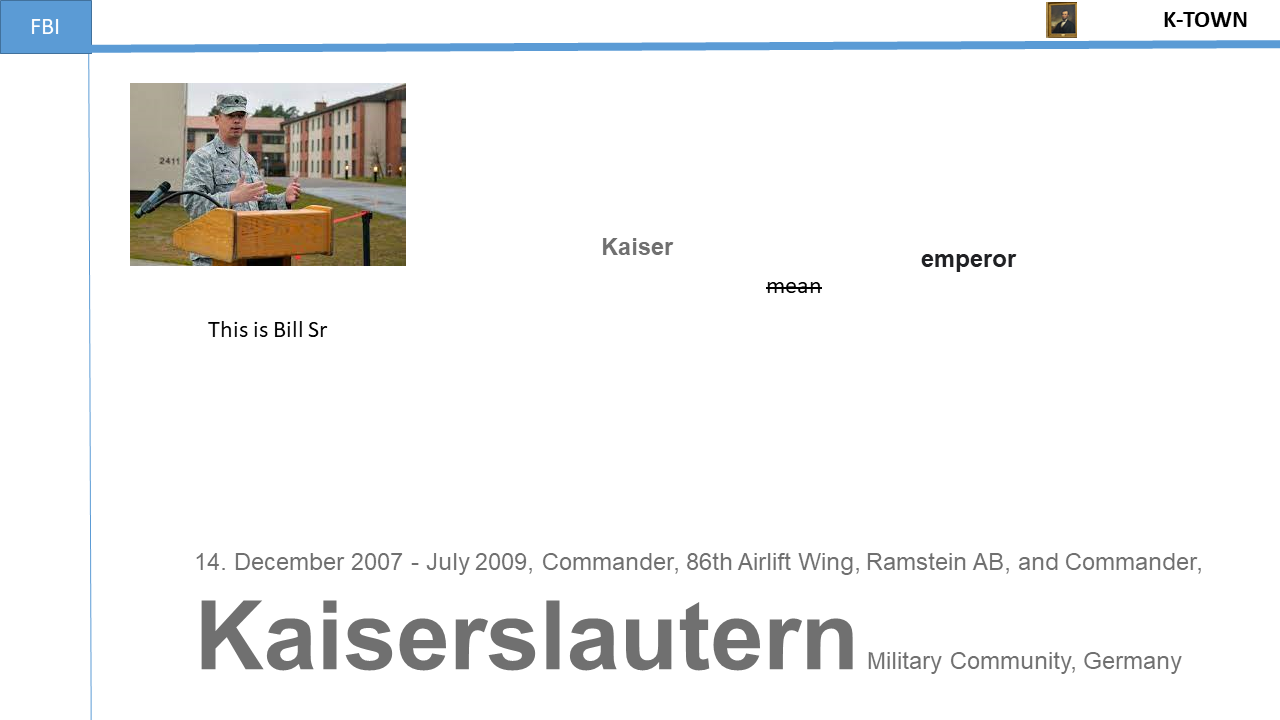 FBI
K-TOWN
2411
Kaiser
emperor
mean
This is Bill Sr
14. December 2007 - July 2009, Commander, 86th Airlift Wing, Ramstein AB, and Commander,
Kaiserslautern Military Community, Germany